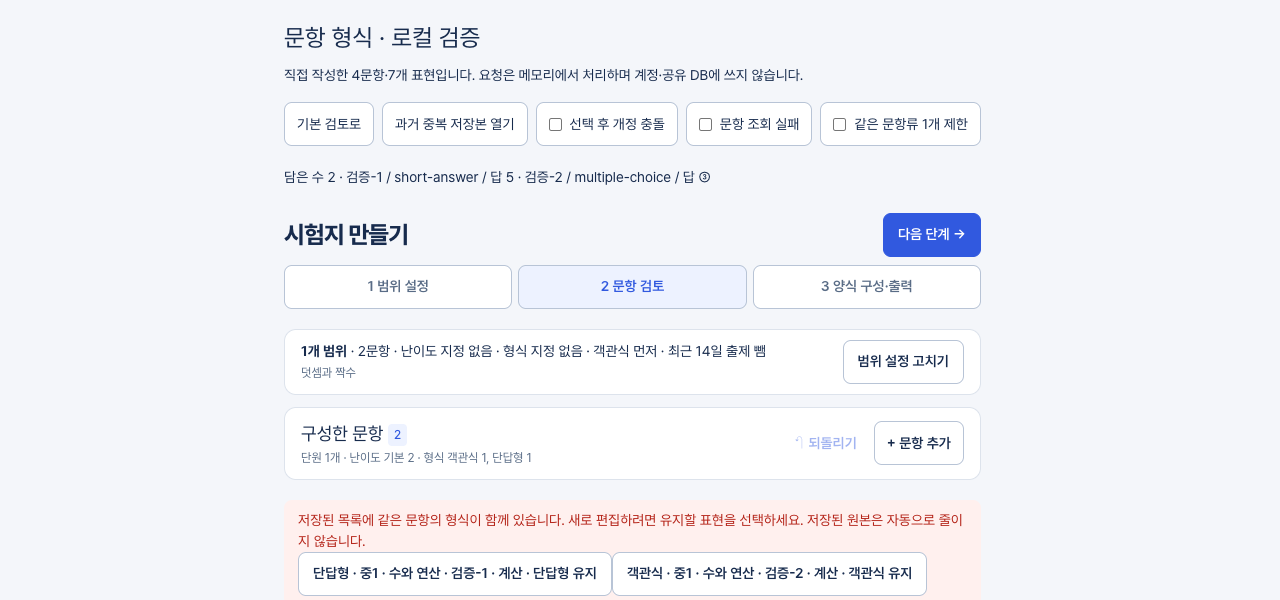 문항 형식 · 로컬 검증
직접 작성한 4문항·7개 표현입니다. 요청은 메모리에서 처리하며 계정·공유 DB에 쓰지 않습니다.
기본 검토로
과거 중복 저장본 열기
선택 후 개정 충돌
문항 조회 실패
같은 문항류 1개 제한
담은 수 2 · 검증-1 / short-answer / 답 5 · 검증-2 / multiple-choice / 답 ③
시험지 만들기
다음 단계 →
1 범위 설정
2 문항 검토
3 양식 구성·출력
1개 범위 · 2문항 · 난이도 지정 없음 · 형식 지정 없음 · 객관식 먼저 · 최근 14일 출제 뺌
덧셈과 짝수
범위 설정 고치기
구성한 문항 2
단원 1개 · 난이도 기본 2 · 형식 객관식 1, 단답형 1
되돌리기
+ 문항 추가
저장된 목록에 같은 문항의 형식이 함께 있습니다. 새로 편집하려면 유지할 표현을 선택하세요. 저장된 원본은 자동으로 줄이
지 않습니다.
단답형 · 중1 · 수와 연산 · 검증-1 · 계산 · 단답형 유지
객관식 · 중1 · 수와 연산 · 검증-2 · 계산 · 객관식 유지